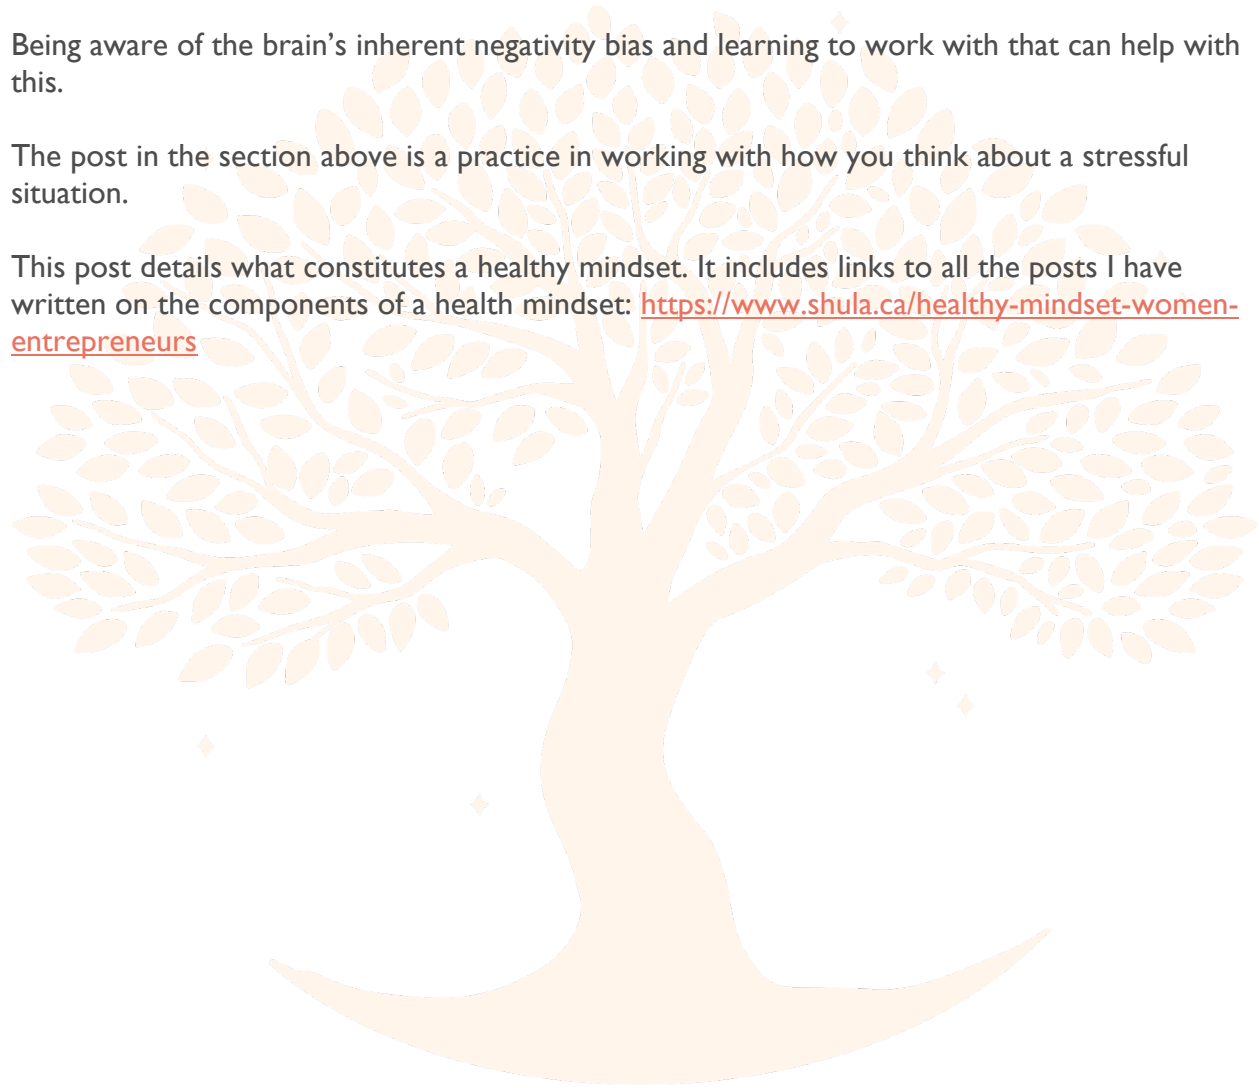 Being aware of the brain’s inherent negativity bias and learning to work with that can help with
this.
The post in the section above is a practice in working with how you think about a stressful
situation.
This post details what constitutes a healthy mindset. It includes links to all the posts I have
written on the components of a health mindset: https://www.shula.ca/healthy-mindset-women-
entrepreneurs